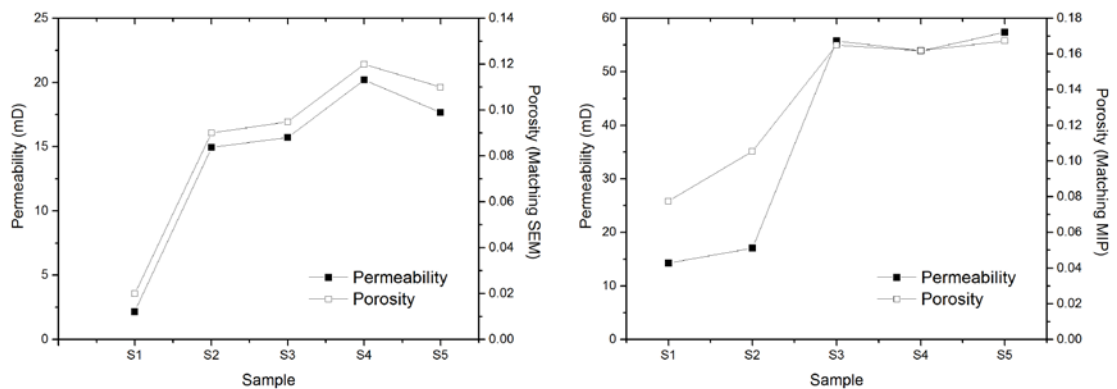 25
20
15
10
5
0
Permeability (mD)
0.14
0.12
0.10
0.08
0.06
0.04
0.02
0.00
Porosity (Matching SEM)
Permeability
Porosity
S1 S2 S3 S4 S5
Sample
60
50
40
30
20
10
0
Permeability (mD)
0.18
0.16
0.14
0.12
0.10
0.08
0.06
0.04
0.02
0.00
Porosity (Matching MIP)
Permeability
Porosity
S1 S2 S3 S4 S5
Sample